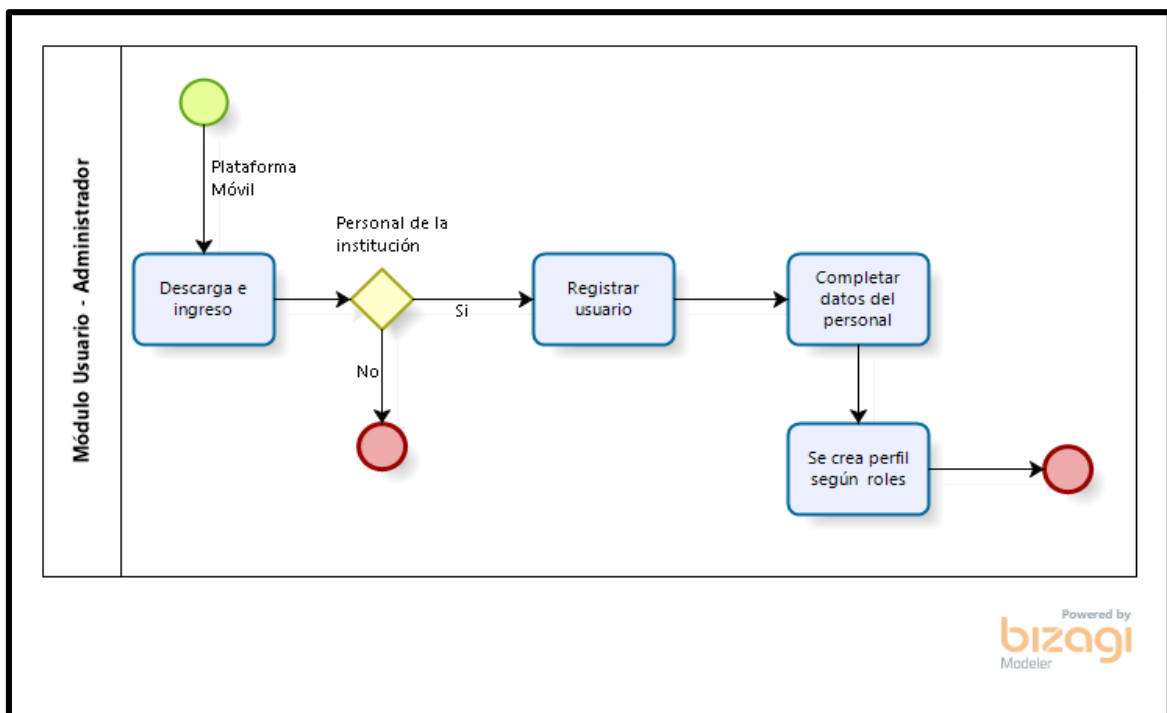 Módulo Usuario - Administrador
Plataforma
Móvil
Descarga e
ingreso
Personal de la
institución
Si
No
Registrar
usuario
Completar
datos del
personal
Se crea perfil
según roles
Powered by
bizagi
Modeler